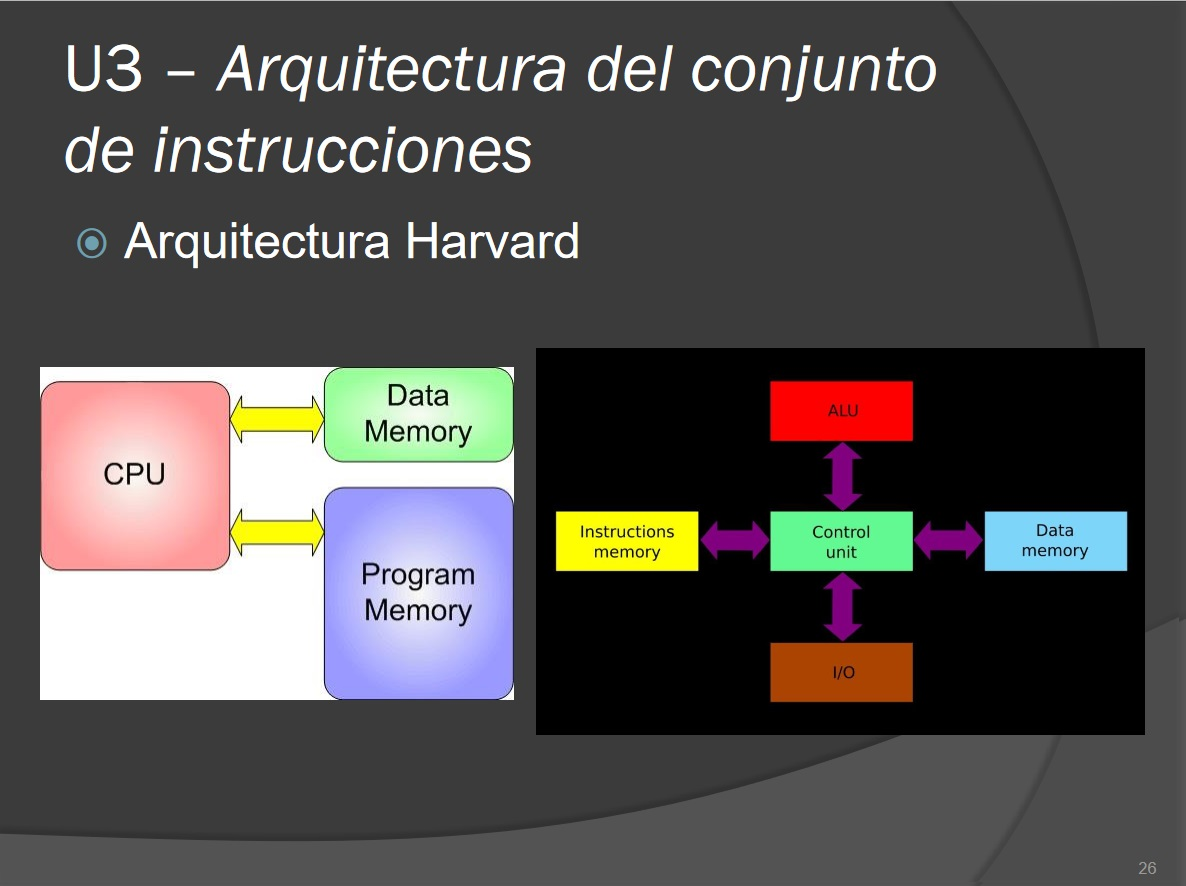 U3 – Arquitectura del conjunto
de instrucciones
Arquitectura Harvard
CPU
Data
Memory
Program
Memory
ALU
Instructions
memory
Control
unit
Data
memory
I/O
26